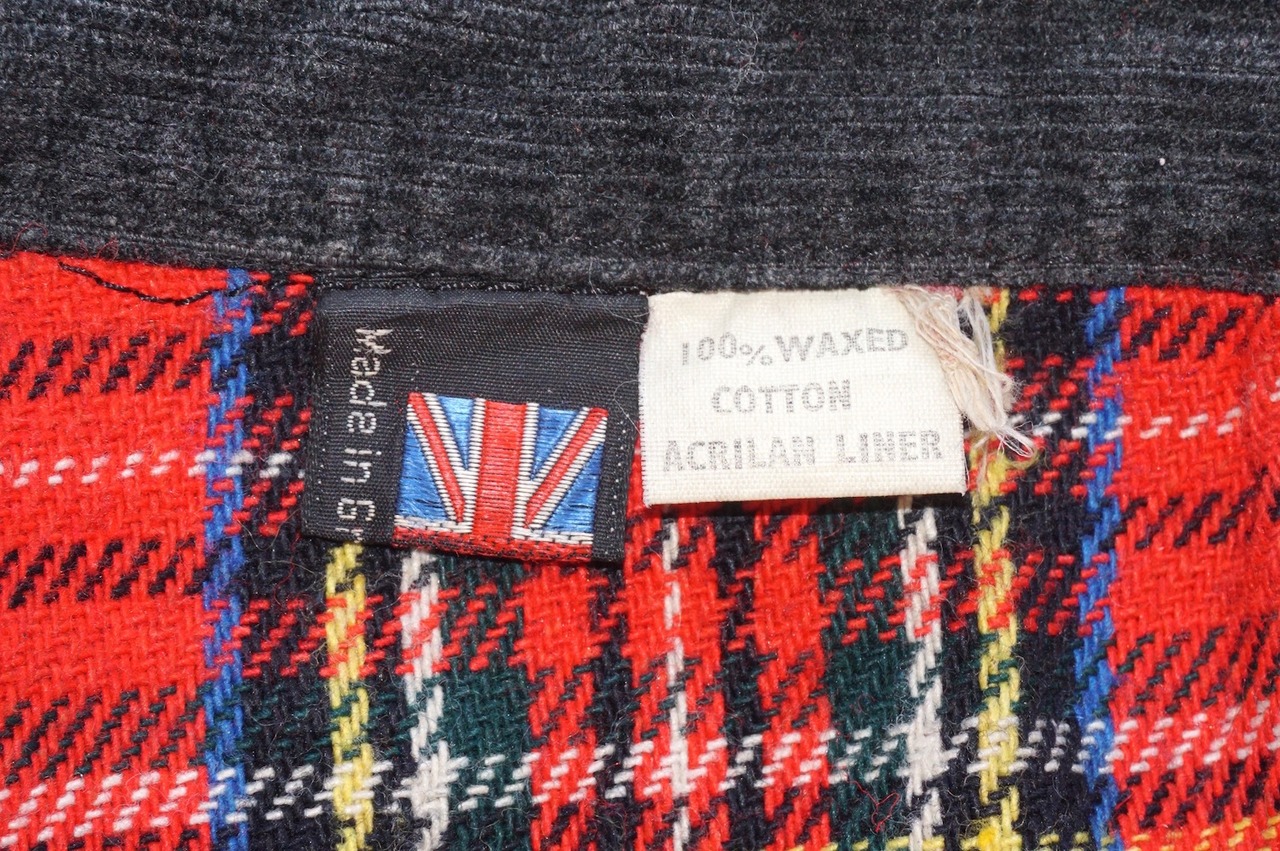 Made in
100% WAXED
COTTON
ACRILAN LINER